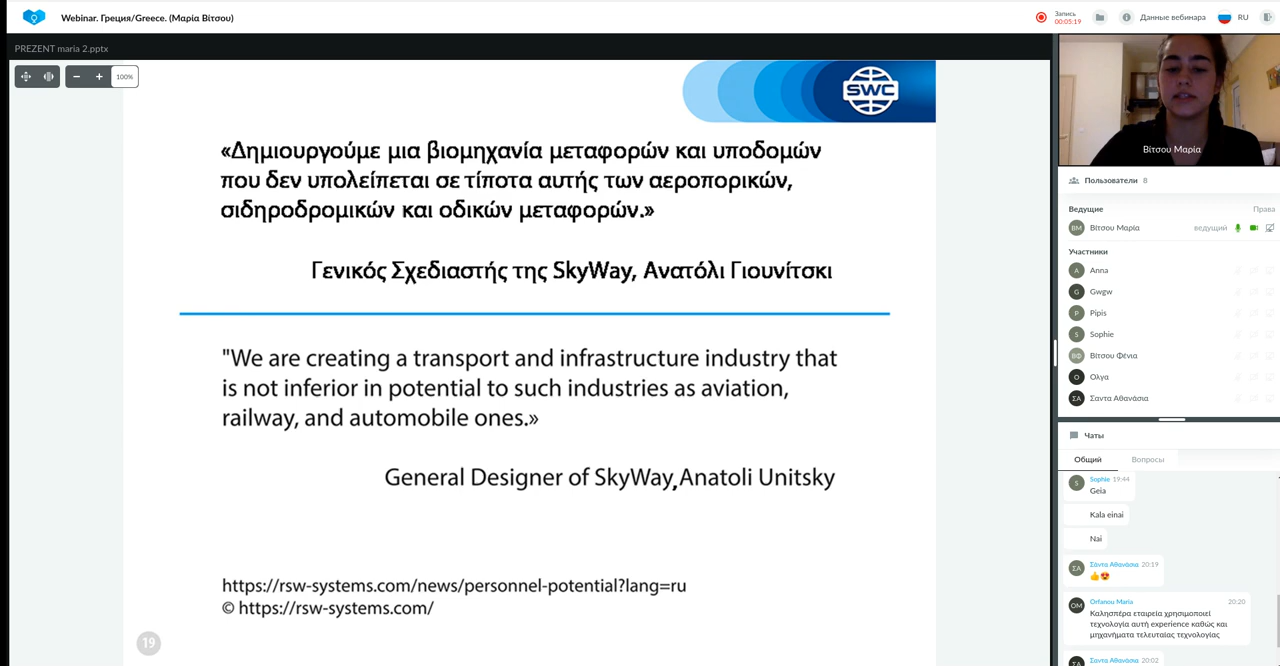 Webinar. Греция/Greece. (Μαρία Βίτσου)
Запись
00:05:19
Данные вебинара
RU
PREZENT maria 2.pptx
100%
SWC
«Δημιουργούμε μια βιομηχανία μεταφορών και υποδομών
που δεν υπολείπεται σε τίποτα αυτής των αεροπορικών,
σιδηροδρομικών και οδικών μεταφορών.»
Γενικός Σχεδιαστής της SkyWay, Ανατόλι Γιουνίτσκι
"We are creating a transport and infrastructure industry that
is not inferior in potential to such industries as aviation,
railway, and automobile ones.»
General Designer of SkyWay,Anatoli Unitsky
https://rsw-systems.com/news/personnel-potential?lang=ru
© https://rsw-systems.com/
19
Βίτσου Μαρία
Пользователи 8
Ведущие Права
ΒΜ Βίτσου Μαρία ведущий
Участники
A Anna
G Gwgw
P Pipis
S Sophie
ΒΦ Βίτσου Φένια
Ο Ολγα
ΣΑ Σαντα Αθανάσια
Чаты
Общий Вопросы
S Sophie 19:44
Geia
Kala einai
Nai
ΣΑ Σάντα Αθανάσια 20:19
👍😍
OM Orfanou Maria 20:20
Καλησπέρα εταιρεία χρησιμοποιεί
τεχνολογία αυτή experience καθώς και
μηχανήματα τελευταίας τεχνολογίας
ΣΑ Σαντα Αθανάσια 20:02